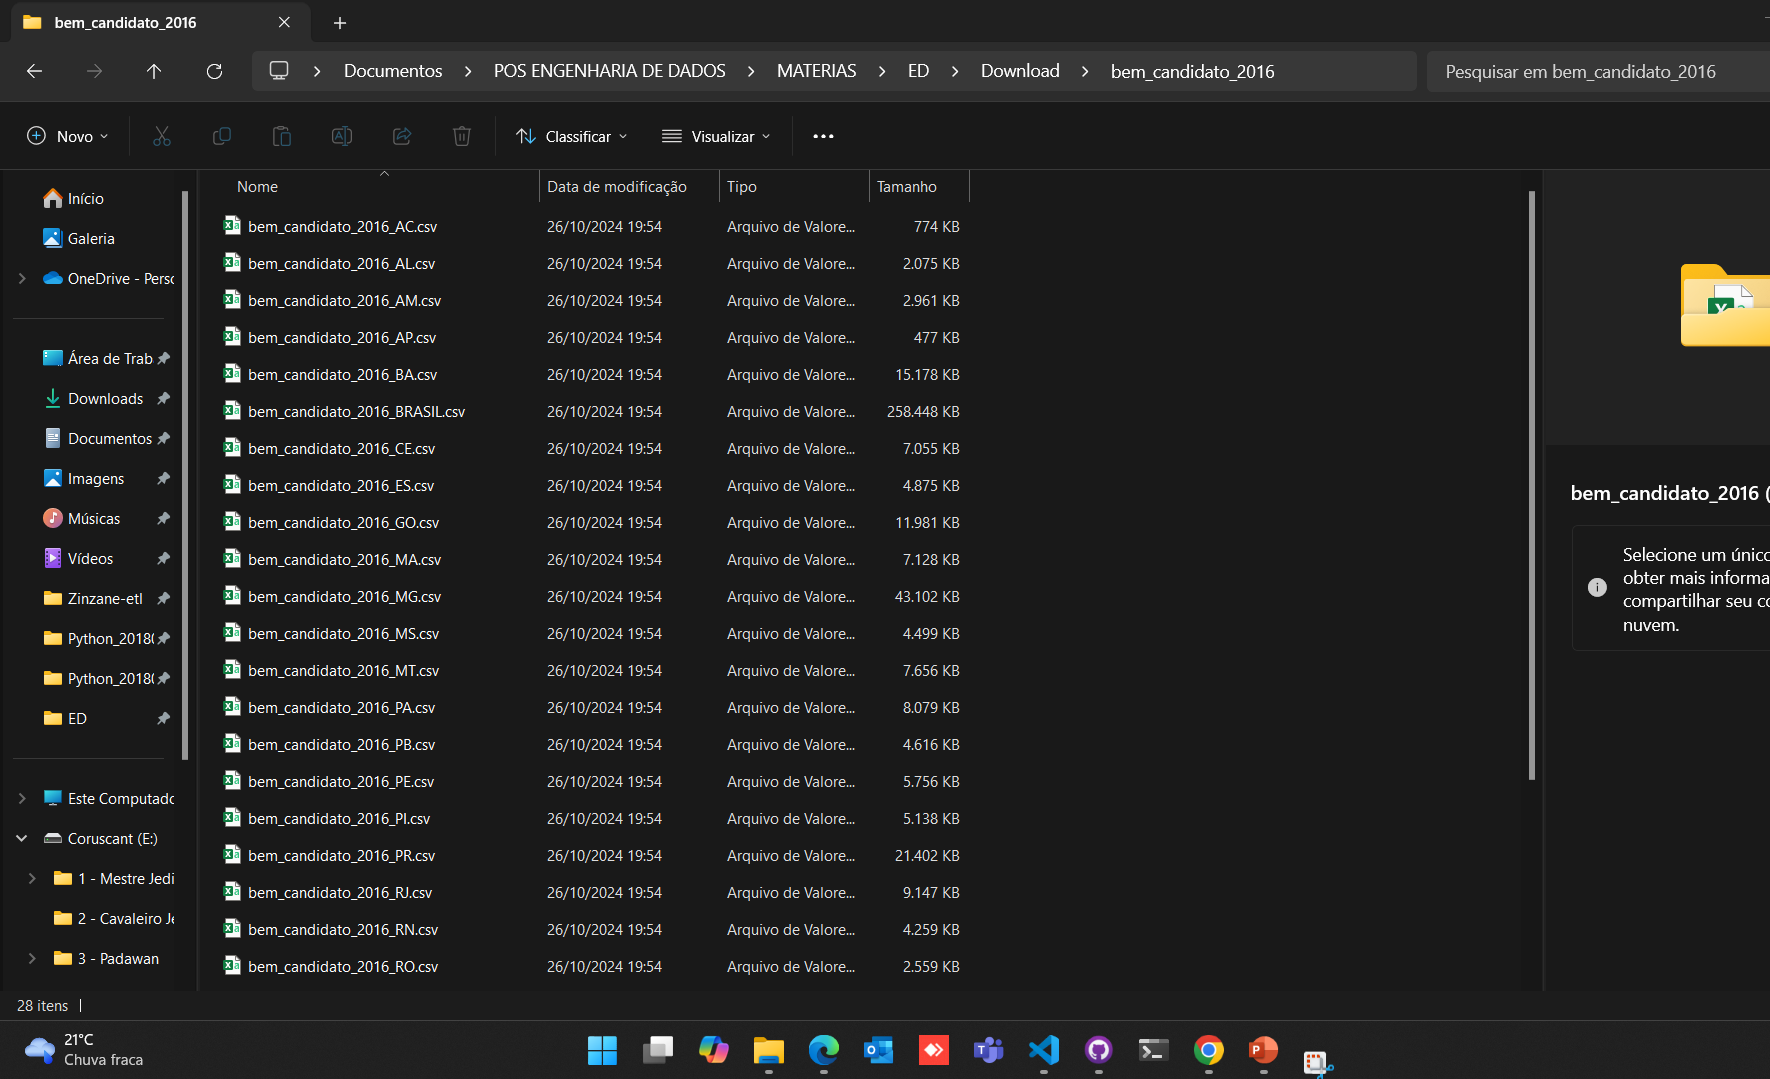 bem_candidato_2016
Documentos > POS ENGENHARIA DE DADOS > MATERIAS > ED > Download > bem_candidato_2016
Pesquisar em bem_candidato_2016
Novo
Classificar
Visualizar
Início
Galeria
OneDrive - Perso
Área de Trab
Downloads
Documentos
Imagens
Músicas
Vídeos
Zinzane-etl
Python_2018(
Python_2018(
ED
Este Computado
Coruscant (E:)
1 - Mestre Jedi
2 - Cavaleiro Je
3 - Padawan
Nome Data de modificação Tipo Tamanho
bem_candidato_2016_AC.csv 26/10/2024 19:54 Arquivo de Valore... 774 KB
bem_candidato_2016_AL.csv 26/10/2024 19:54 Arquivo de Valore... 2.075 KB
bem_candidato_2016_AM.csv 26/10/2024 19:54 Arquivo de Valore... 2.961 KB
bem_candidato_2016_AP.csv 26/10/2024 19:54 Arquivo de Valore... 477 KB
bem_candidato_2016_BA.csv 26/10/2024 19:54 Arquivo de Valore... 15.178 KB
bem_candidato_2016_BRASIL.csv 26/10/2024 19:54 Arquivo de Valore... 258.448 KB
bem_candidato_2016_CE.csv 26/10/2024 19:54 Arquivo de Valore... 7.055 KB
bem_candidato_2016_ES.csv 26/10/2024 19:54 Arquivo de Valore... 4.875 KB
bem_candidato_2016_GO.csv 26/10/2024 19:54 Arquivo de Valore... 11.981 KB
bem_candidato_2016_MA.csv 26/10/2024 19:54 Arquivo de Valore... 7.128 KB
bem_candidato_2016_MG.csv 26/10/2024 19:54 Arquivo de Valore... 43.102 KB
bem_candidato_2016_MS.csv 26/10/2024 19:54 Arquivo de Valore... 4.499 KB
bem_candidato_2016_MT.csv 26/10/2024 19:54 Arquivo de Valore... 7.656 KB
bem_candidato_2016_PA.csv 26/10/2024 19:54 Arquivo de Valore... 8.079 KB
bem_candidato_2016_PB.csv 26/10/2024 19:54 Arquivo de Valore... 4.616 KB
bem_candidato_2016_PE.csv 26/10/2024 19:54 Arquivo de Valore... 5.756 KB
bem_candidato_2016_PI.csv 26/10/2024 19:54 Arquivo de Valore... 5.138 KB
bem_candidato_2016_PR.csv 26/10/2024 19:54 Arquivo de Valore... 21.402 KB
bem_candidato_2016_RJ.csv 26/10/2024 19:54 Arquivo de Valore... 9.147 KB
bem_candidato_2016_RN.csv 26/10/2024 19:54 Arquivo de Valore... 4.259 KB
bem_candidato_2016_RO.csv 26/10/2024 19:54 Arquivo de Valore... 2.559 KB
bem_candidato_2016 (
Selecione um único
obter mais informa
compartilhar seu co
nuvem.
28 itens
21°C
Chuva fraca